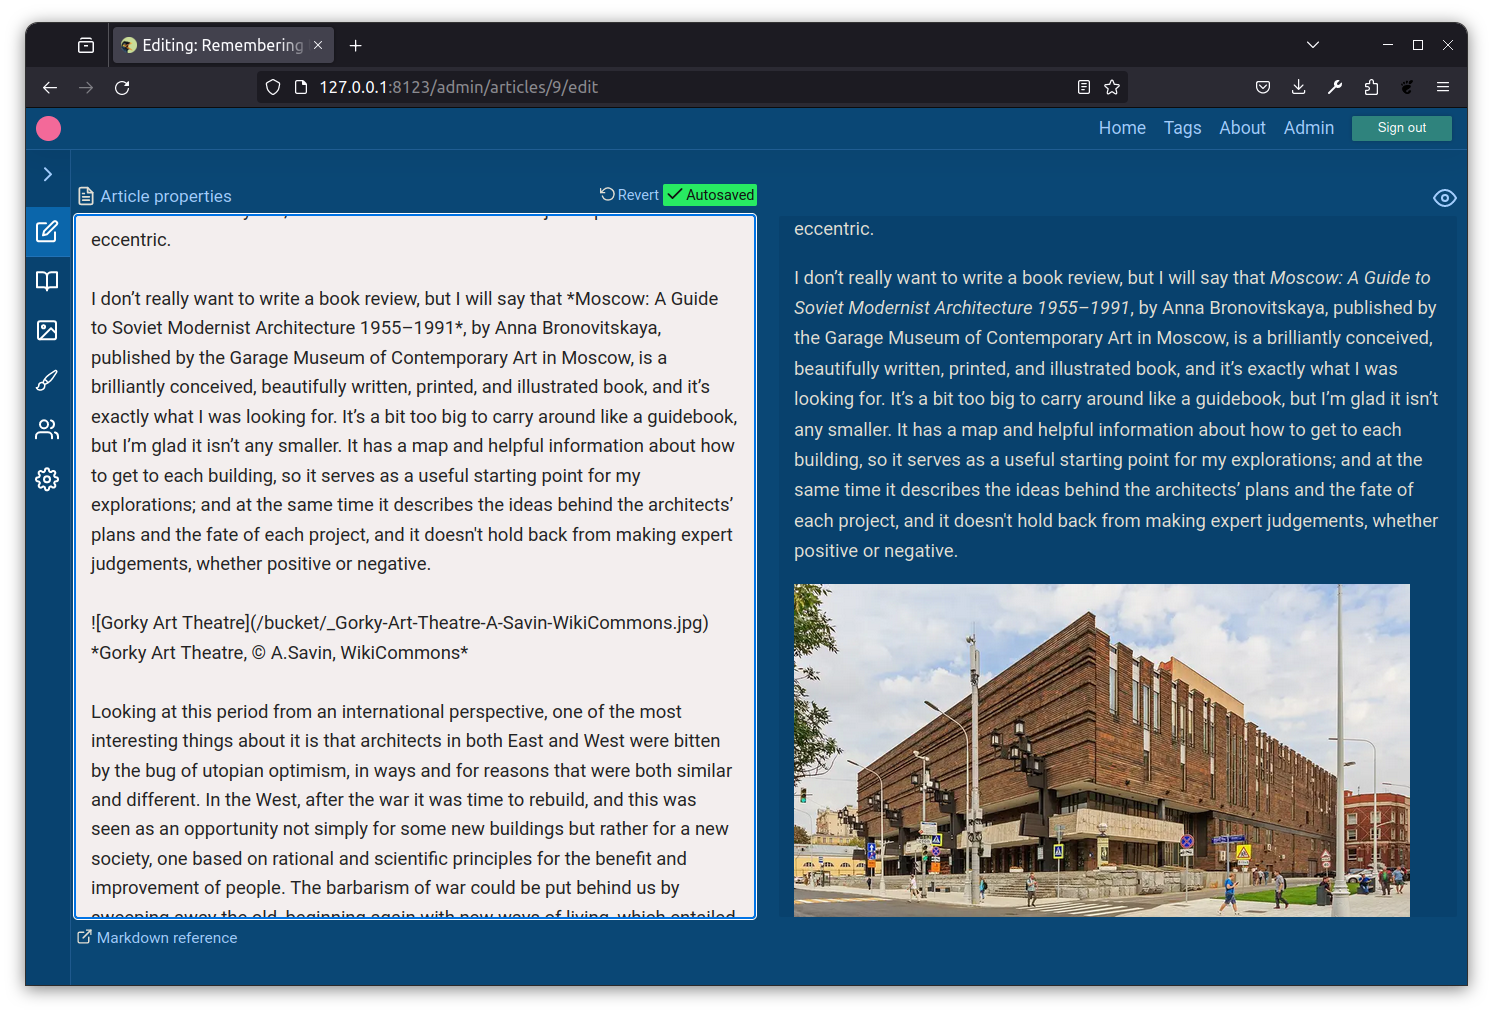 Editing: Remembering
127.0.0.1:8123/admin/articles/9/edit
Home Tags About Admin Sign out
Article properties
Revert Autosaved
eccentric.
I don’t really want to write a book review, but I will say that *Moscow: A Guide
to Soviet Modernist Architecture 1955–1991*, by Anna Bronovitskaya,
published by the Garage Museum of Contemporary Art in Moscow, is a
brilliantly conceived, beautifully written, printed, and illustrated book, and it’s
exactly what I was looking for. It’s a bit too big to carry around like a guidebook,
but I’m glad it isn’t any smaller. It has a map and helpful information about how
to get to each building, so it serves as a useful starting point for my
explorations; and at the same time it describes the ideas behind the architects’
plans and the fate of each project, and it doesn't hold back from making expert
judgements, whether positive or negative.
![Gorky Art Theatre](/bucket/_Gorky-Art-Theatre-A-Savin-WikiCommons.jpg)
*Gorky Art Theatre, © A.Savin, WikiCommons*
Looking at this period from an international perspective, one of the most
interesting things about it is that architects in both East and West were bitten
by the bug of utopian optimism, in ways and for reasons that were both similar
and different. In the West, after the war it was time to rebuild, and this was
seen as an opportunity not simply for some new buildings but rather for a new
society, one based on rational and scientific principles for the benefit and
improvement of people. The barbarism of war could be put behind us by
sweeping away the old, beginning again with new ways of living, which entailed
Markdown reference
eccentric.
I don’t really want to write a book review, but I will say that Moscow: A Guide to
Soviet Modernist Architecture 1955–1991, by Anna Bronovitskaya, published by
the Garage Museum of Contemporary Art in Moscow, is a brilliantly conceived,
beautifully written, printed, and illustrated book, and it’s exactly what I was
looking for. It’s a bit too big to carry around like a guidebook, but I’m glad it isn’t
any smaller. It has a map and helpful information about how to get to each
building, so it serves as a useful starting point for my explorations; and at the
same time it describes the ideas behind the architects’ plans and the fate of
each project, and it doesn't hold back from making expert judgements, whether
positive or negative.